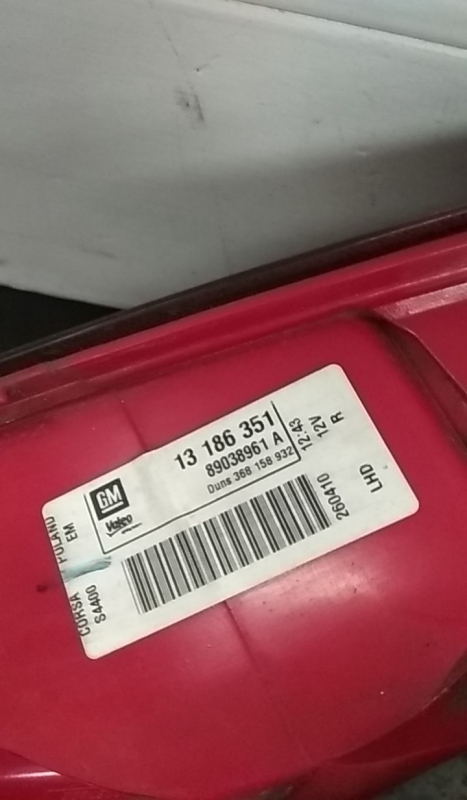 GM
Valeo
13 186 351
89038961 A
Duns 368 158 932
12:43
12V
R
260410
LHD
CORSA POLAND
S4400 EM